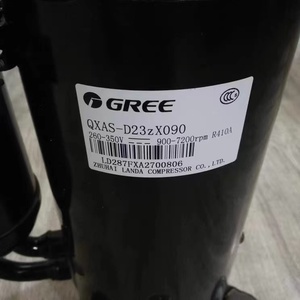 GREE
QXAS-D23zX090
260-350V 900-7200rpm R410A
LD287FXA2700806
ZHUHAI LANDA COMPRESSOR CO.,LTD.